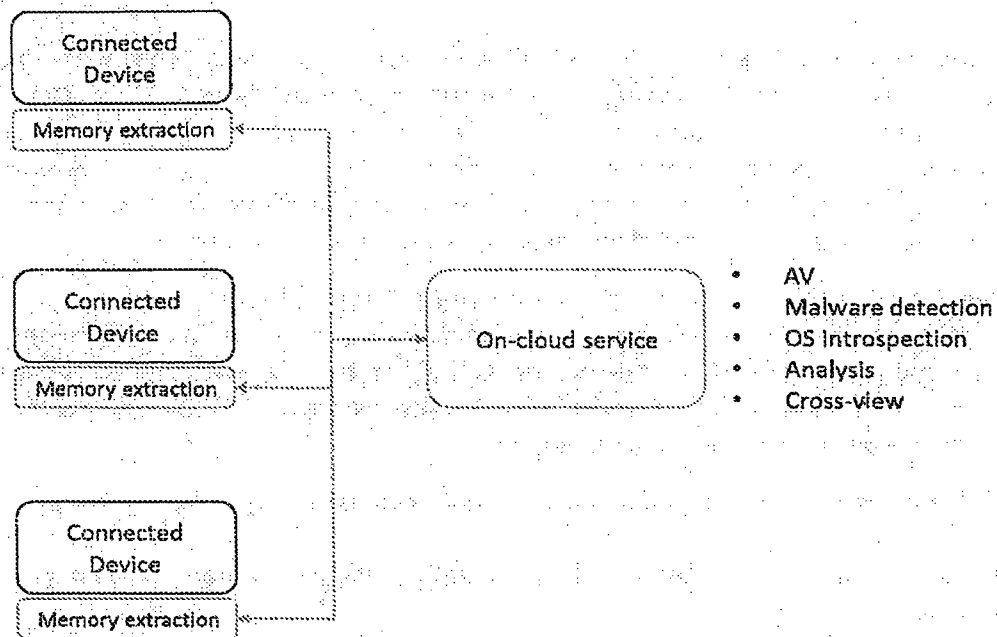 Connected
Device
Memory extraction
Connected
Device
Memory extraction
On-cloud service
• AV
• Malware detection
• OS introspection
• Analysis
• Cross-view
Connected
Device
Memory extraction